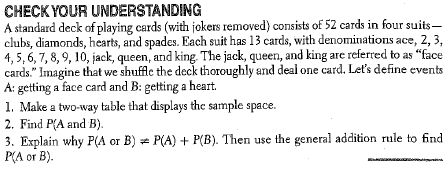 CHECK YOUR UNDERSTANDING
A standard deck of playing cards (with jokers removed) consists of 52 cards in four suits—
clubs, diamonds, hearts, and spades. Each suit has 13 cards, with denominations ace, 2, 3,
4, 5, 6, 7, 8, 9, 10, jack, queen, and king. The jack, queen, and king are referred to as “face
cards.” Imagine that we shuffle the deck thoroughly and deal one card. Let’s define events
A: getting a face card and B: getting a heart.
1. Make a two-way table that displays the sample space.
2. Find P(A and B).
3. Explain why P(A or B) ≠ P(A) + P(B). Then use the general addition rule to find
P(A or B).